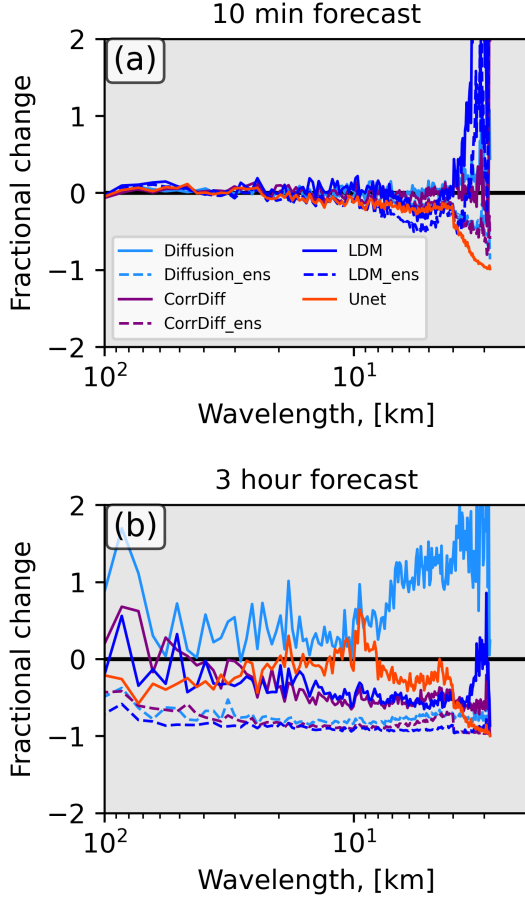 10 min forecast
(a)
Fractional change
2
1
0
−1
−2
Diffusion
Diffusion_ens
CorrDiff
CorrDiff_ens
LDM
LDM_ens
Unet
10²
10¹
Wavelength, [km]
3 hour forecast
(b)
Fractional change
2
1
0
−1
−2
10²
10¹
Wavelength, [km]